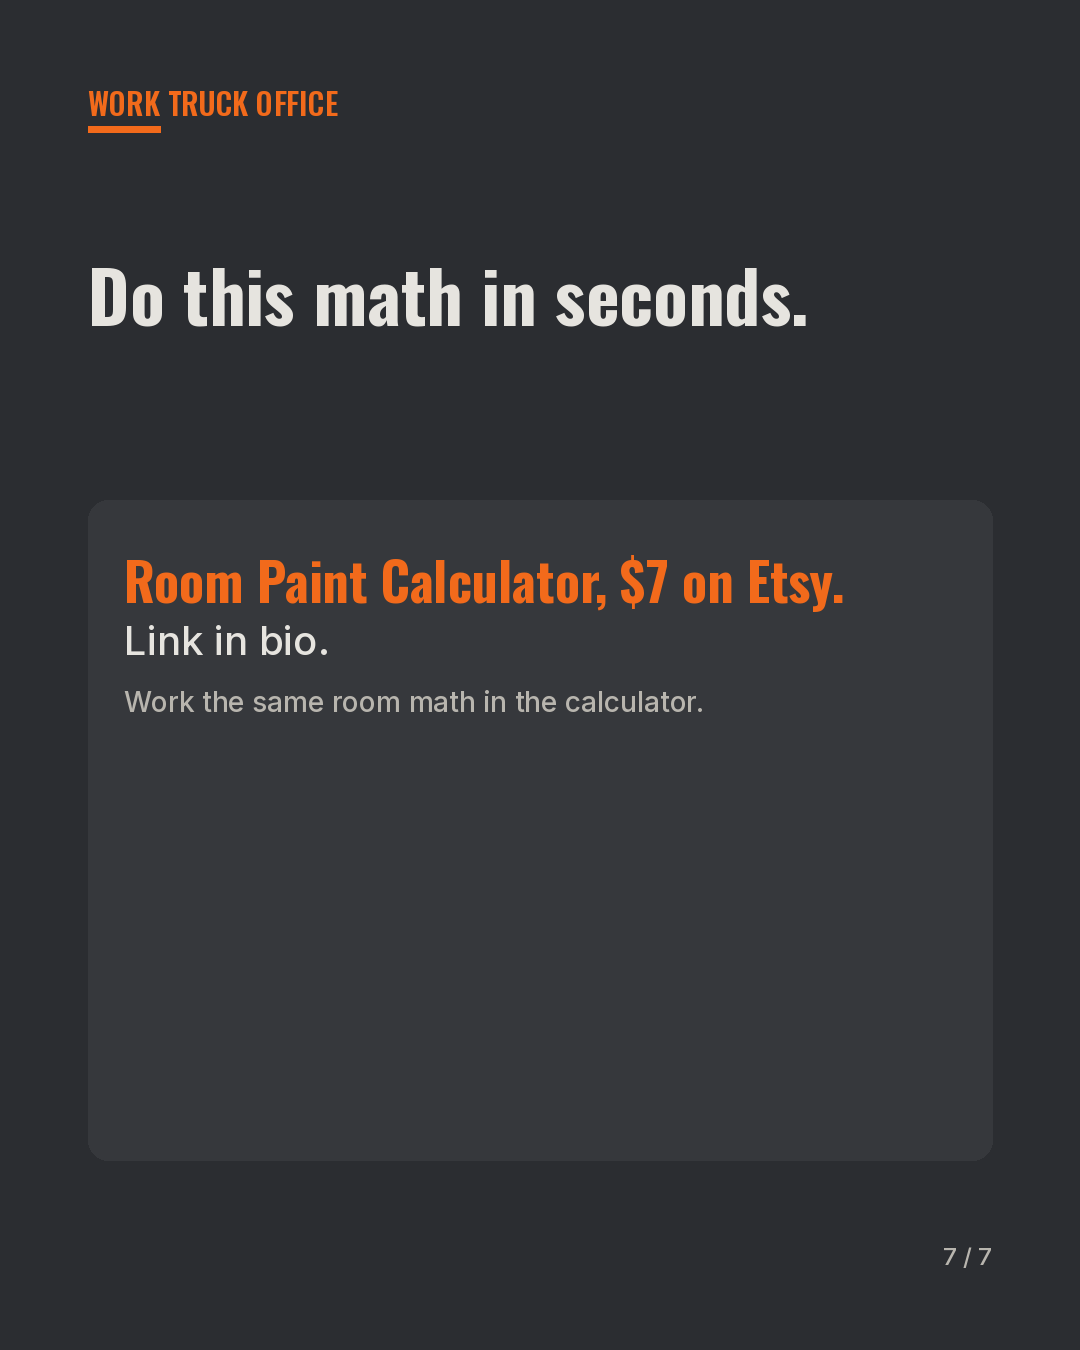 WORK TRUCK OFFICE
Do this math in seconds.
Room Paint Calculator, $7 on Etsy.
Link in bio.
Work the same room math in the calculator.
7 / 7